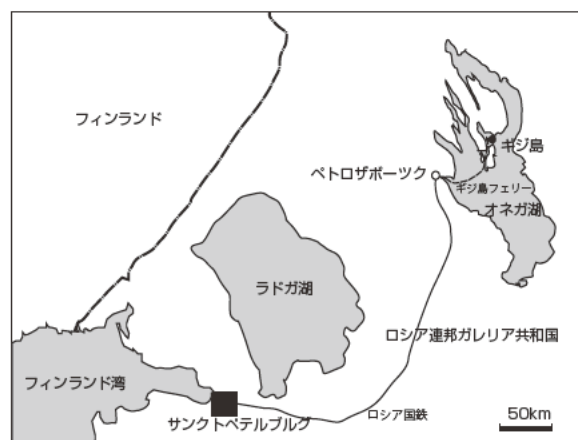 フィンランド
ギジ島
ペトロザボーツク
ギジ島フェリー
オネガ湖
ラドガ湖
ロシア連邦ガレリア共和国
フィンランド湾
サンクトペテルブルグ
ロシア国鉄
50km